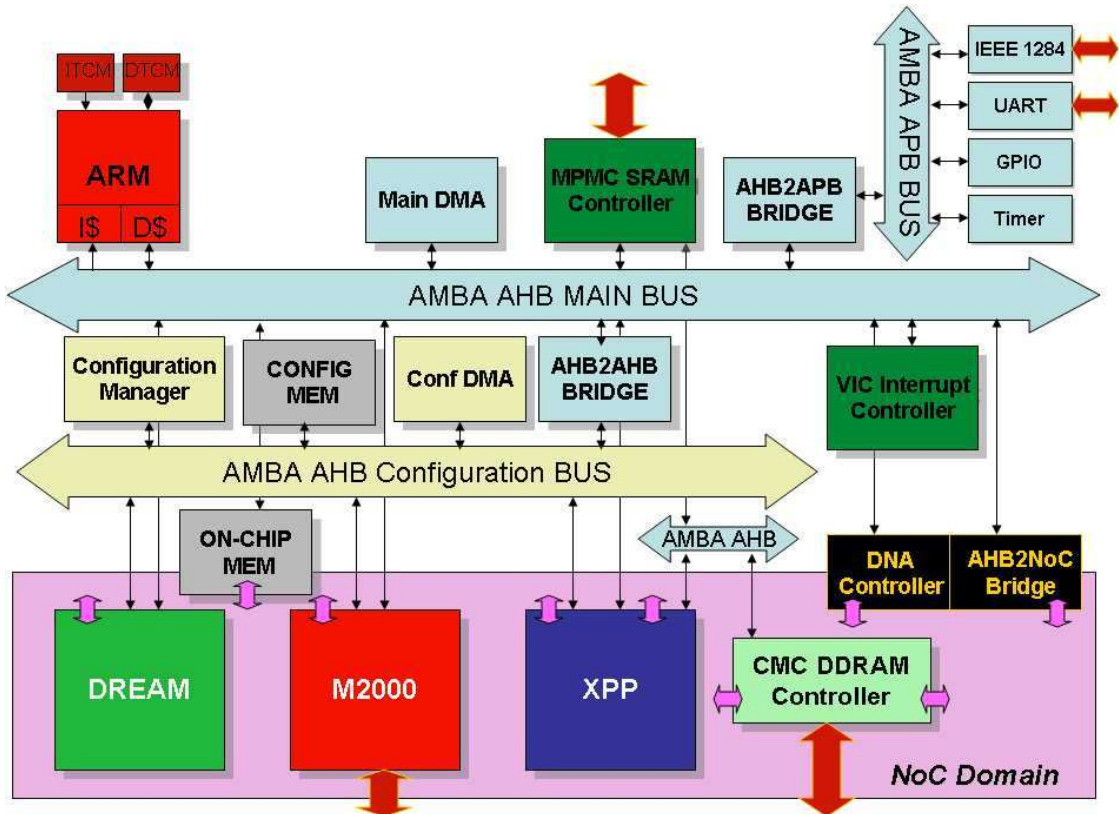 ITCM
DTCM
ARM
I$
D$
Main DMA
MPMC SRAM
Controller
AHB2APB
BRIDGE
AMBA APB BUS
IEEE 1284
UART
GPIO
Timer
AMBA AHB MAIN BUS
Configuration
Manager
CONFIG
MEM
Conf DMA
AHB2AHB
BRIDGE
VIC Interrupt
Controller
AMBA AHB Configuration BUS
ON-CHIP
MEM
AMBA AHB
DNA
Controller
AHB2NoC
Bridge
DREAM
M2000
XPP
CMC DDRAM
Controller
NoC Domain